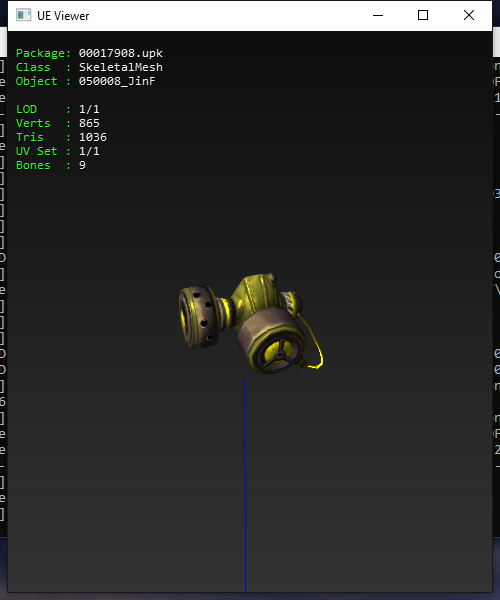 UE Viewer
Package: 00017908.upk
Class : SkeletalMesh
Object : 050008_JinF
LOD : 1/1
Verts : 865
Tris : 1036
UV Set : 1/1
Bones : 9